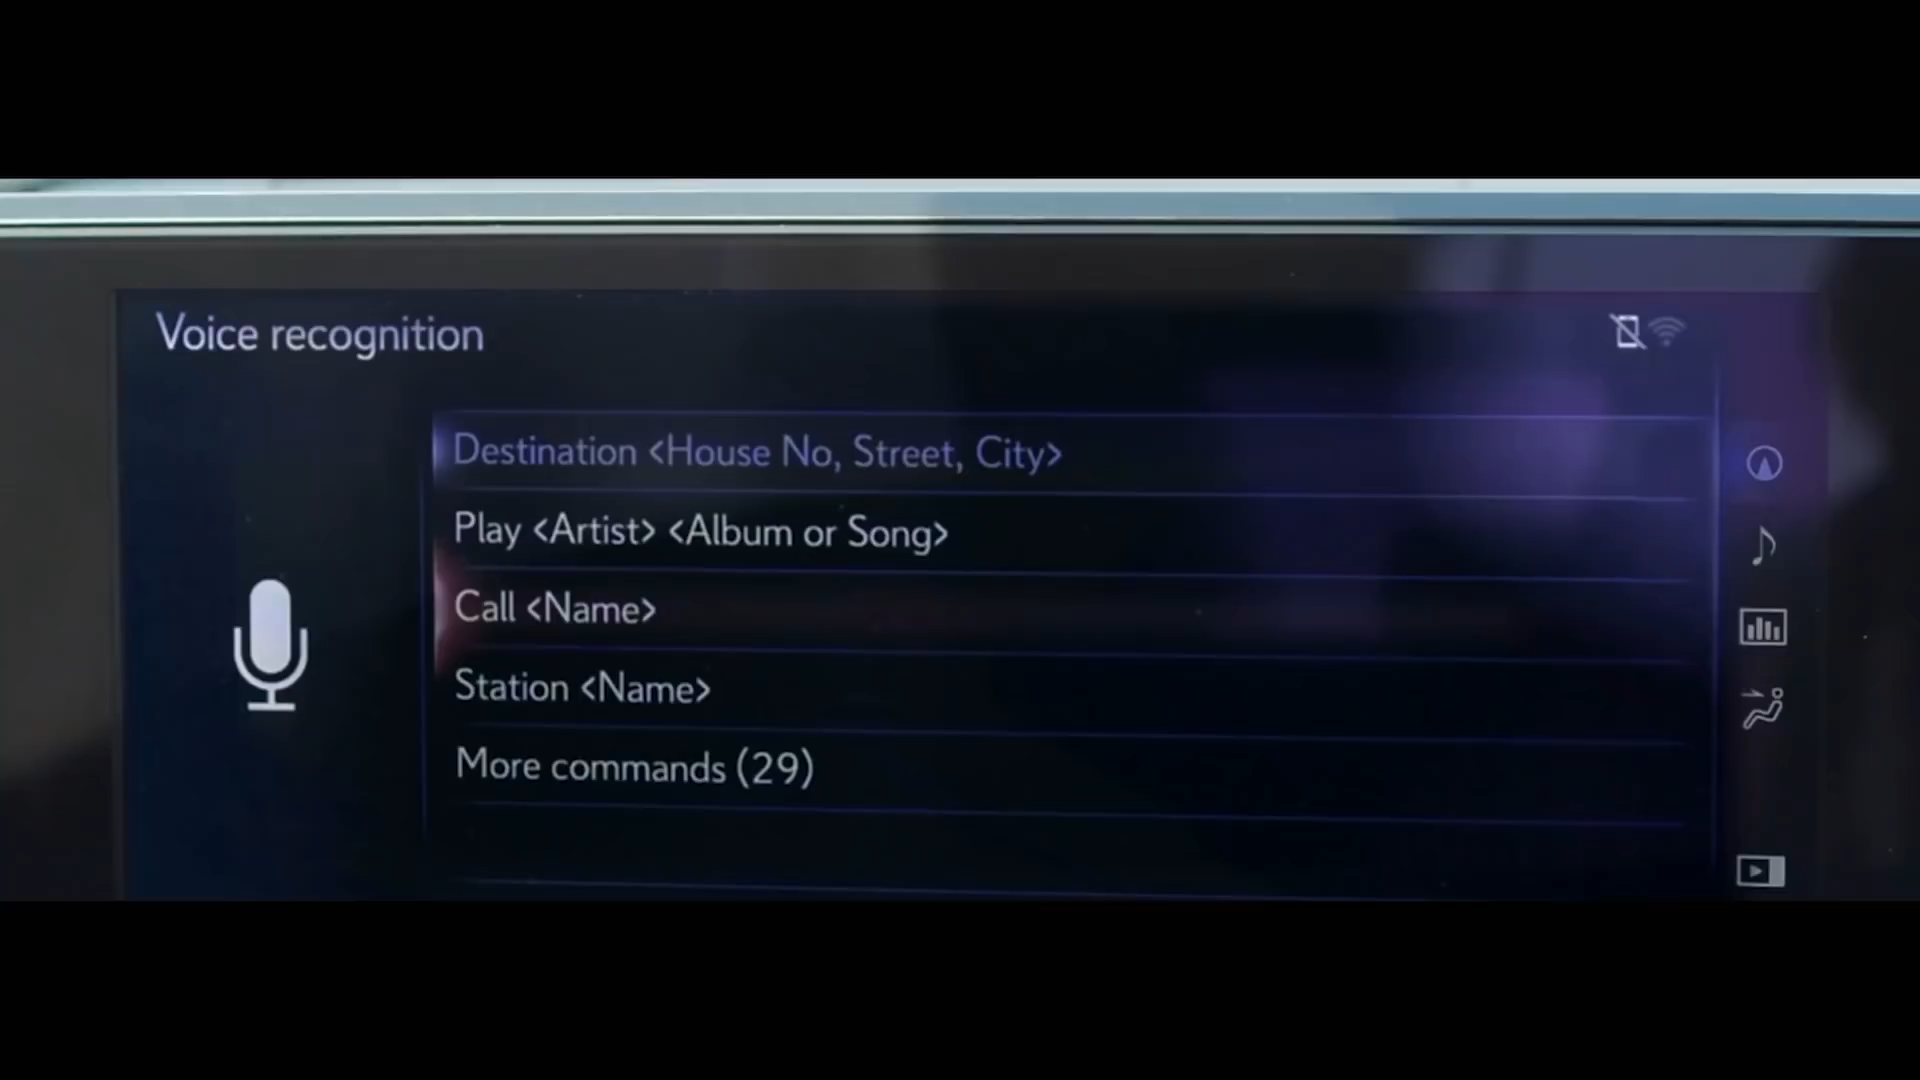 Voice recognition
Destination <House No, Street, City>
Play <Artist> <Album or Song>
Call <Name>
Station <Name>
More commands (29)